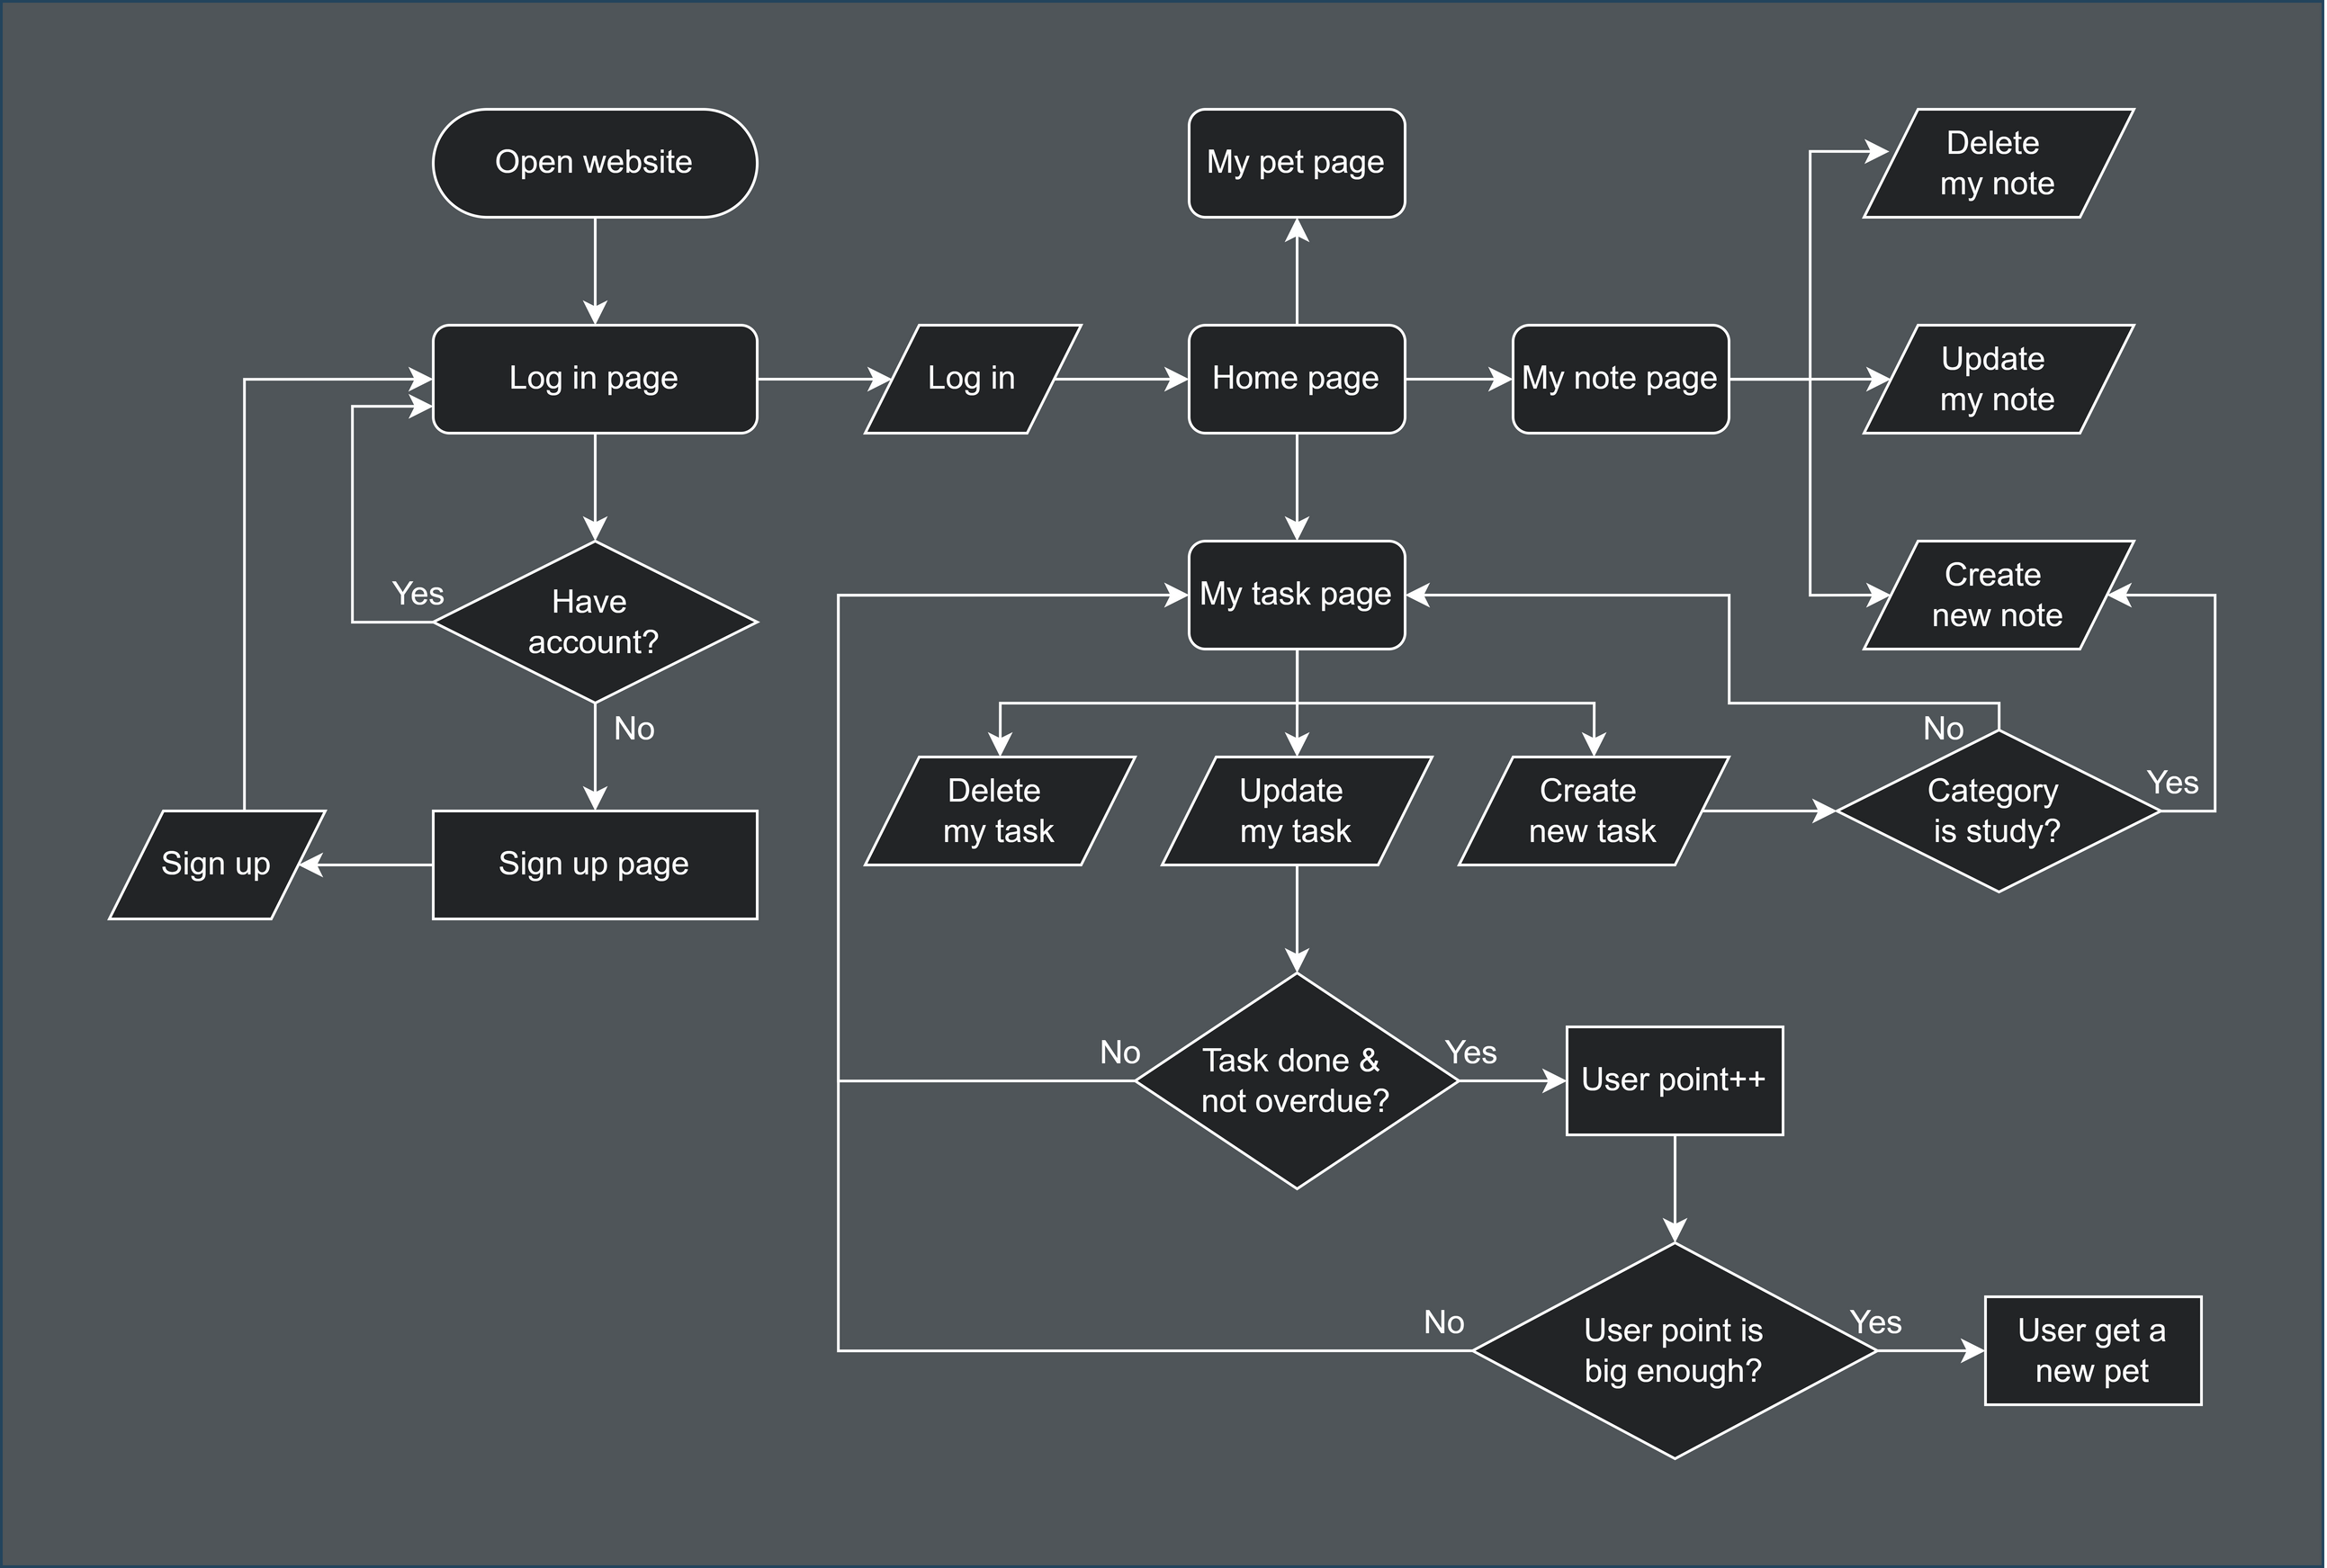 Open website
My pet page
Delete
my note
Log in page
Log in
Home page
My note page
Update
my note
Yes
Have
account?
No
My task page
Create
new note
Sign up
Sign up page
Delete
my task
Update
my task
Create
new task
No
Category
is study?
Yes
No
Task done &
not overdue?
Yes
User point++
No
User point is
big enough?
Yes
User get a
new pet